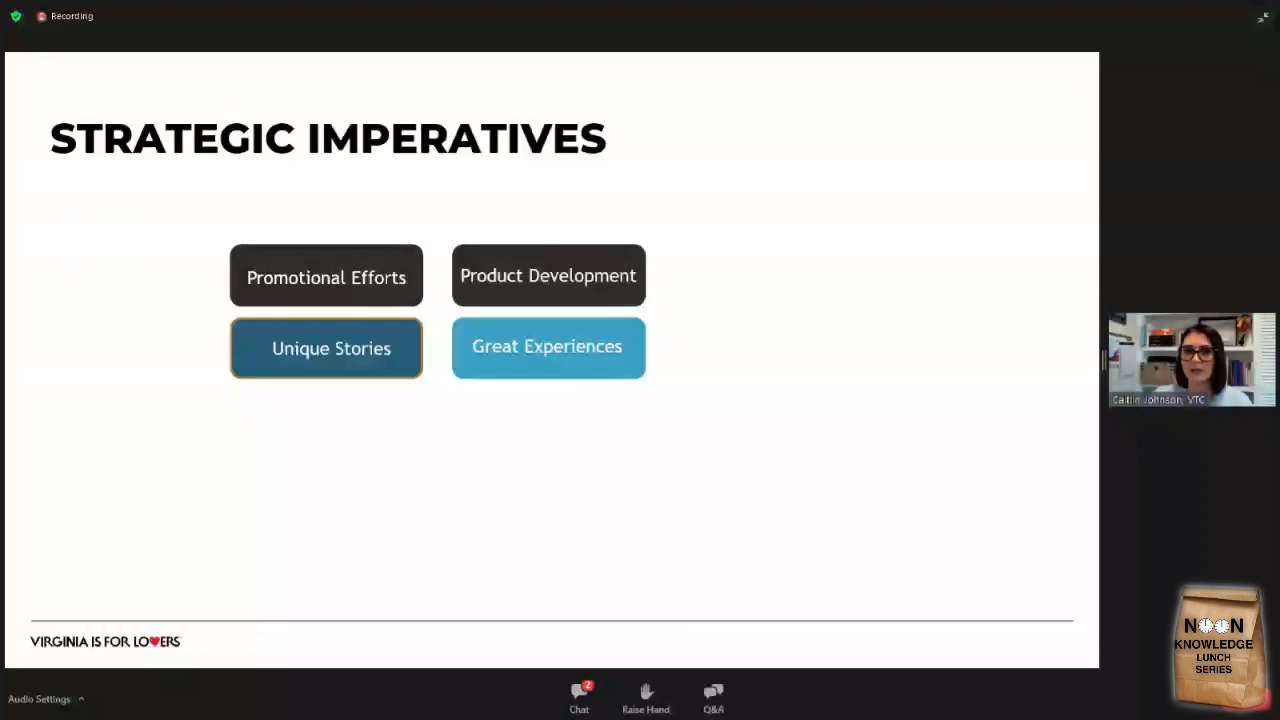 Recording
STRATEGIC IMPERATIVES
Promotional Efforts
Product Development
Unique Stories
Great Experiences
Caitlin Johnson, VTC
VIRGINIA IS FOR LOVERS
NOON
KNOWLEDGE
LUNCH
SERIES
Audio Settings
2
Chat
Raise Hand
Q&A